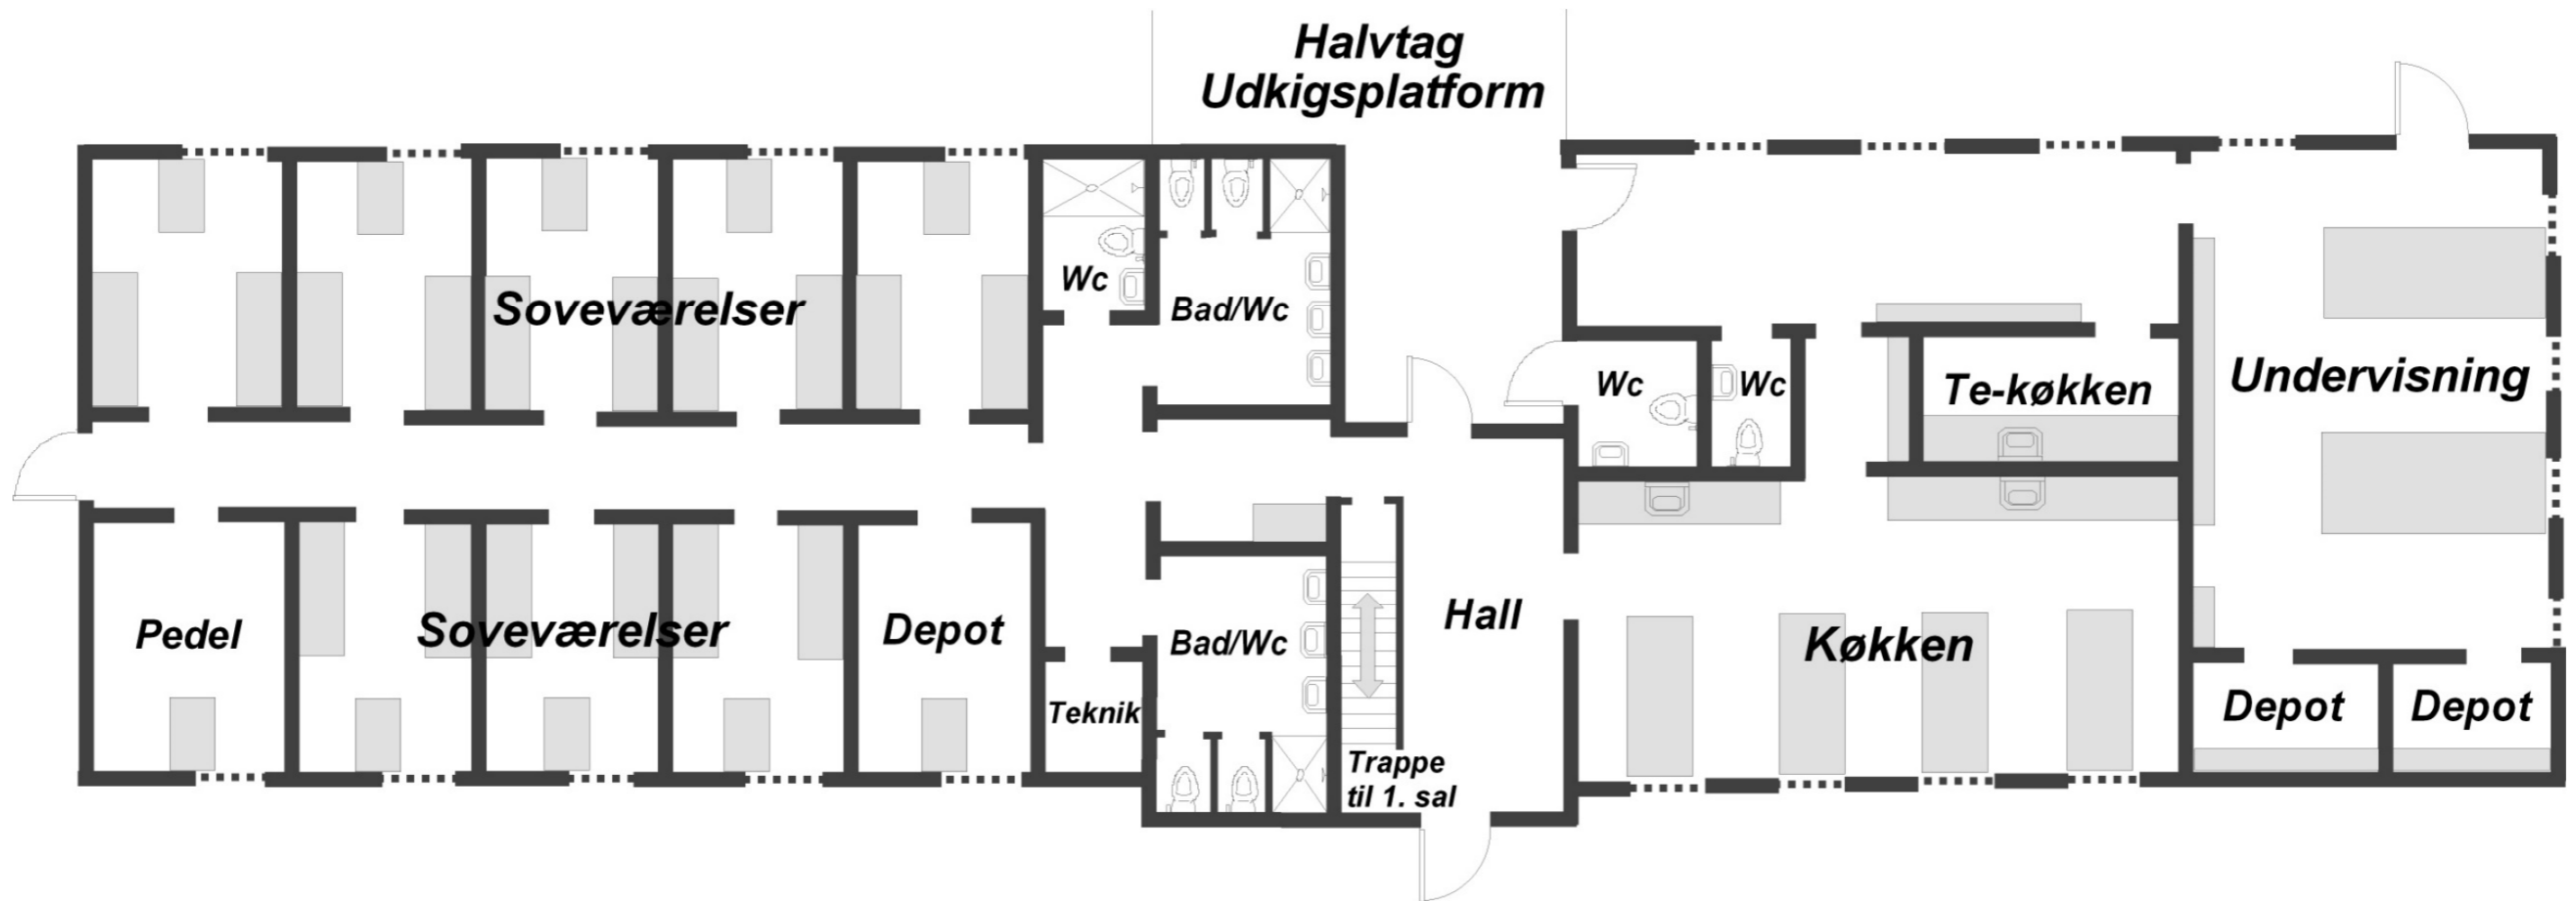 Halvtag
Udkigsplatform
Soveværelser
Wc
Bad/Wc
Wc
Wc
Te-køkken
Undervisning
Pedel
Soveværelser
Depot
Teknik
Bad/Wc
Trappe
til 1. sal
Hall
Køkken
Depot
Depot